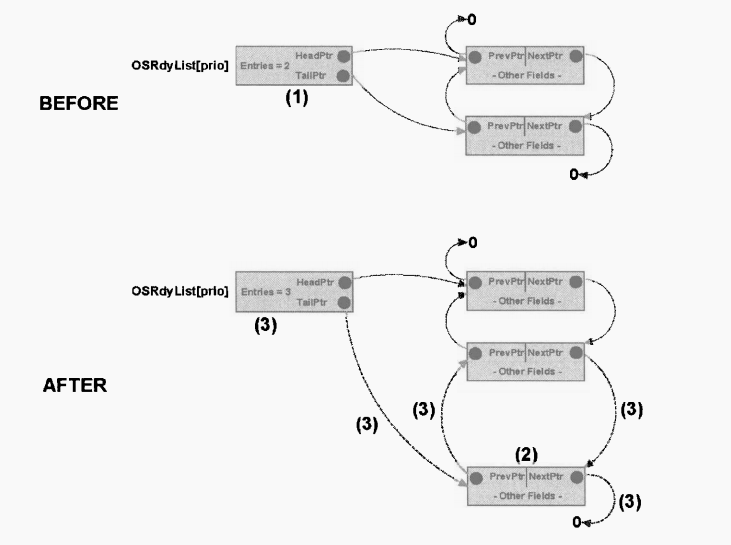 0
HeadPtr
PrevPtr NextPtr
OSRdyList[prio]
Entries = 2
TailPtr
- Other Fields -
(1)
BEFORE
PrevPtr NextPtr
- Other Fields -
0
0
HeadPtr
PrevPtr NextPtr
OSRdyList[prio]
Entries = 3
TailPtr
- Other Fields -
(3)
PrevPtr NextPtr
- Other Fields -
AFTER
(3)
(3)
(3)
(2)
PrevPtr NextPtr
- Other Fields -
(3)
0